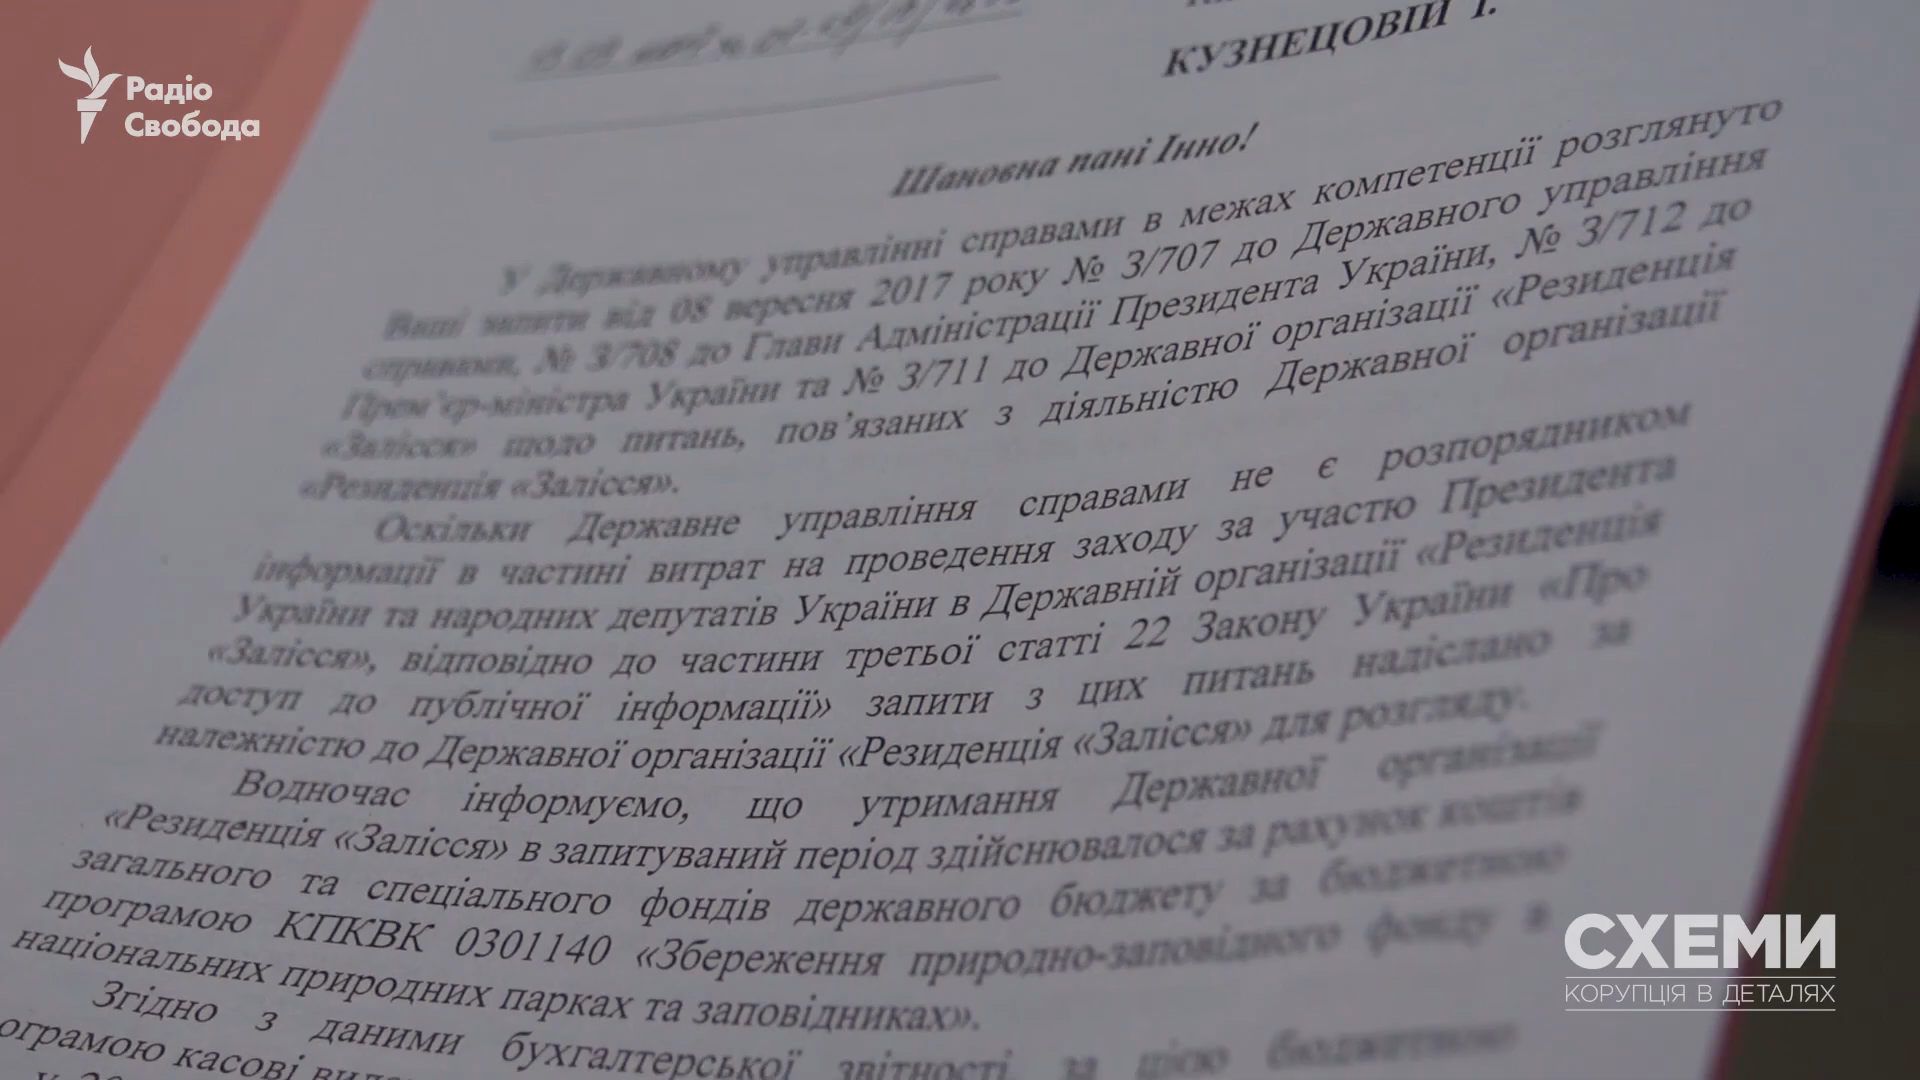 Радіо
Свобода
КУЗНЕЦОВІЙ І.
Шановна пані Інно!
У Державному управлінні справами в межах компетенції розглянуто
Ваші запити від 08 вересня 2017 року № З/707 до Державного управління
справами, № З/708 до Глави Адміністрації Президента України, № З/712 до
Прем’єр-міністра України та № З/711 до Державної організації «Резиденція
«Залісся» щодо питань, пов’язаних з діяльністю Державної організації
«Резиденція «Залісся».
Оскільки Державне управління справами не є розпорядником
інформації в частині витрат на проведення заходу за участю Президента
України та народних депутатів України в Державній організації «Резиденція
«Залісся», відповідно до частини третьої статті 22 Закону України «Про
доступ до публічної інформації» запити з цих питань надіслано за
належністю до Державної організації «Резиденція «Залісся» для розгляду.
Водночас інформуємо, що утримання Державної організації
«Резиденція «Залісся» в запитуваний період здійснювалося за рахунок коштів
загального та спеціального фондів державного бюджету за бюджетною
програмою КПКВК 0301140 «Збереження природно-заповідного фонду в
національних природних парках та заповідниках».
Згідно з даними бухгалтерської звітності за цією бюджетною
ограмою касові
СХЕМИ
КОРУПЦІЯ В ДЕТАЛЯХ